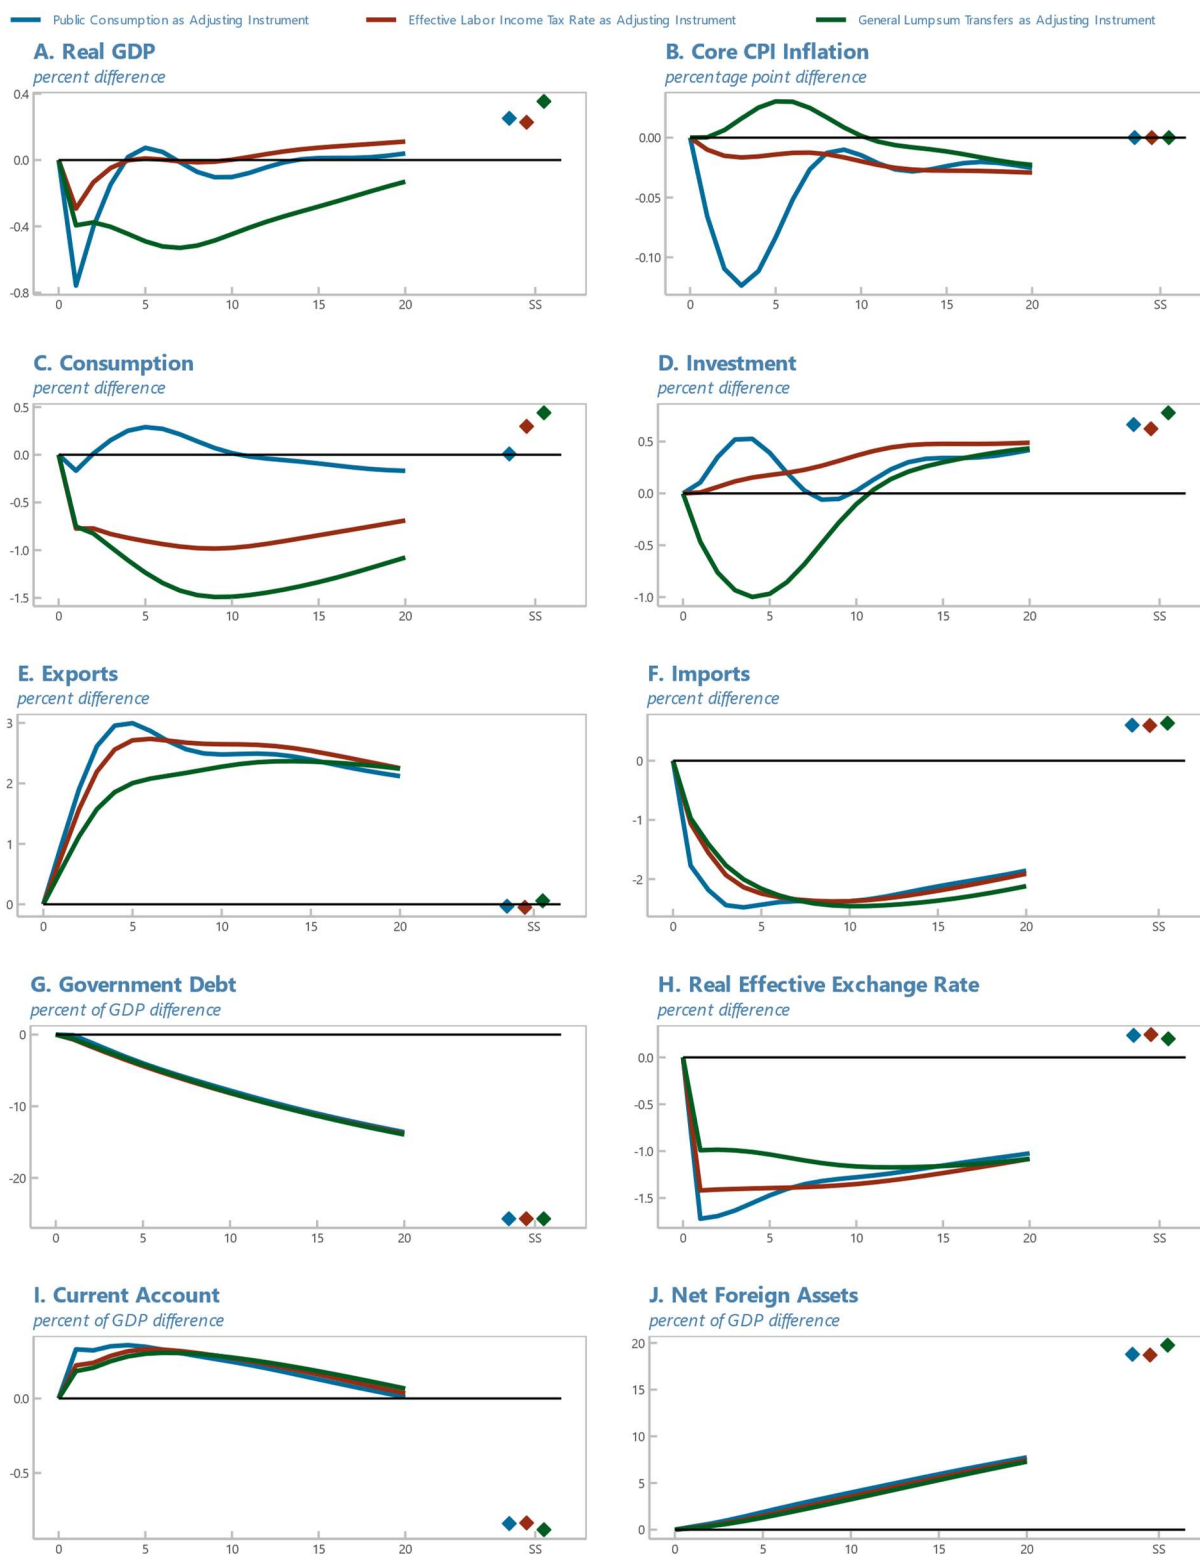 Public Consumption as Adjusting Instrument Effective Labor Income Tax Rate as Adjusting Instrument General Lumpsum Transfers as Adjusting Instrument
A. Real GDP
percent difference
0.4
0.0
-0.4
-0.8
0 5 10 15 20 SS
B. Core CPI Inflation
percentage point difference
0.00
-0.05
-0.10
0 5 10 15 20 SS
C. Consumption
percent difference
0.5
0.0
-0.5
-1.0
-1.5
0 5 10 15 20 SS
D. Investment
percent difference
0.5
0.0
-0.5
-1.0
0 5 10 15 20 SS
E. Exports
percent difference
3
2
1
0
0 5 10 15 20 SS
F. Imports
percent difference
0
-1
-2
0 5 10 15 20 SS
G. Government Debt
percent of GDP difference
0
-10
-20
0 5 10 15 20 SS
H. Real Effective Exchange Rate
percent difference
0.0
-0.5
-1.0
-1.5
0 5 10 15 20 SS
I. Current Account
percent of GDP difference
0.0
-0.5
0 5 10 15 20 SS
J. Net Foreign Assets
percent of GDP difference
20
15
10
5
0
0 5 10 15 20 SS